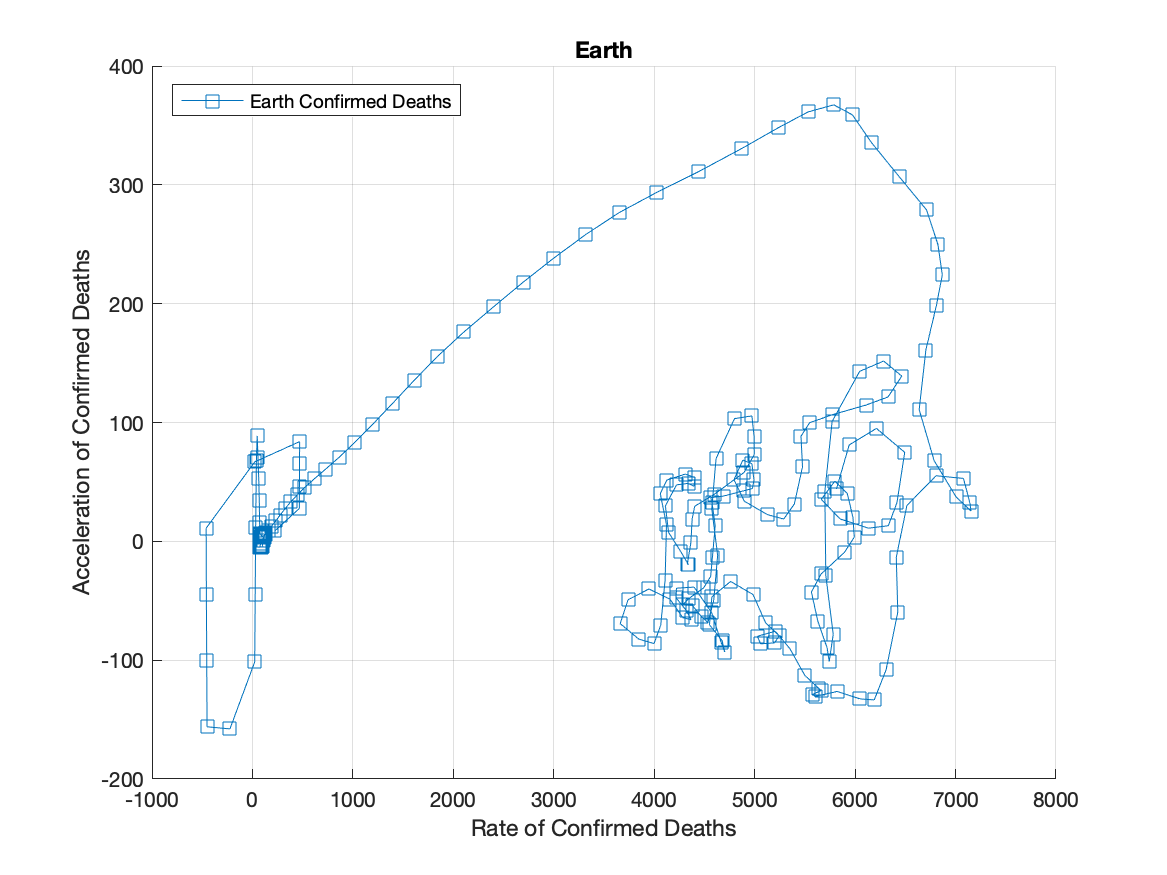 Earth
400
Earth Confirmed Deaths
300
200
100
0
-100
-200
Acceleration of Confirmed Deaths
-1000 0 1000 2000 3000 4000 5000 6000 7000 8000
Rate of Confirmed Deaths